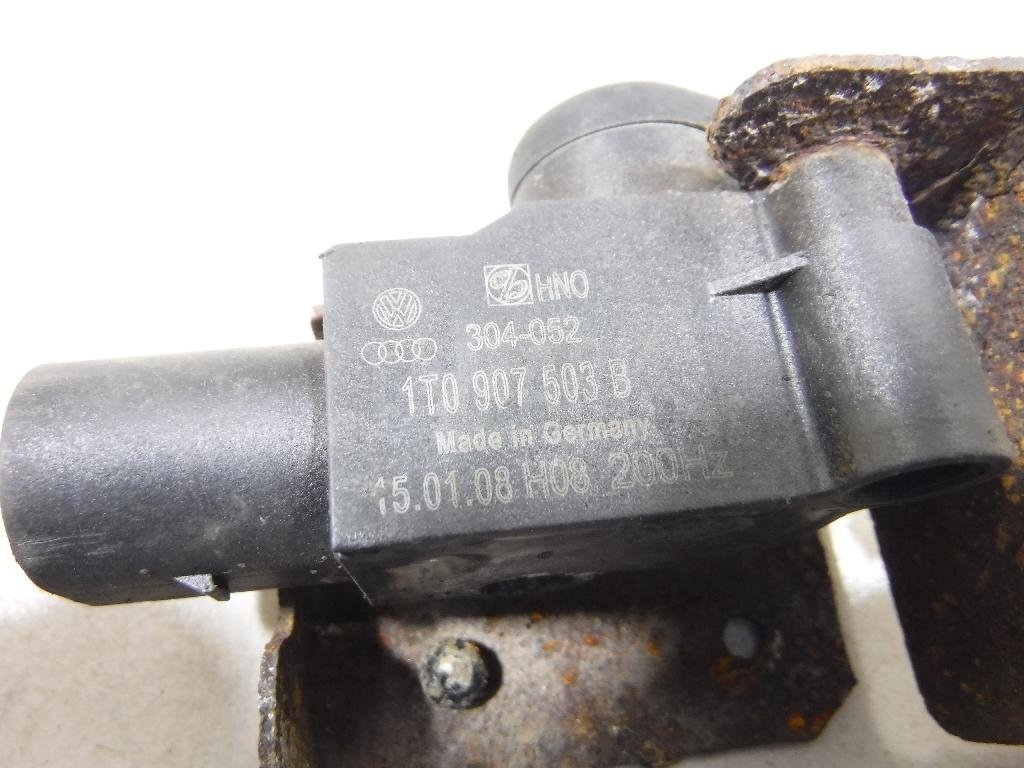 HNO
304-052
1T0 907 503 B
Made in Germany
15.01.08 H08 200Hz